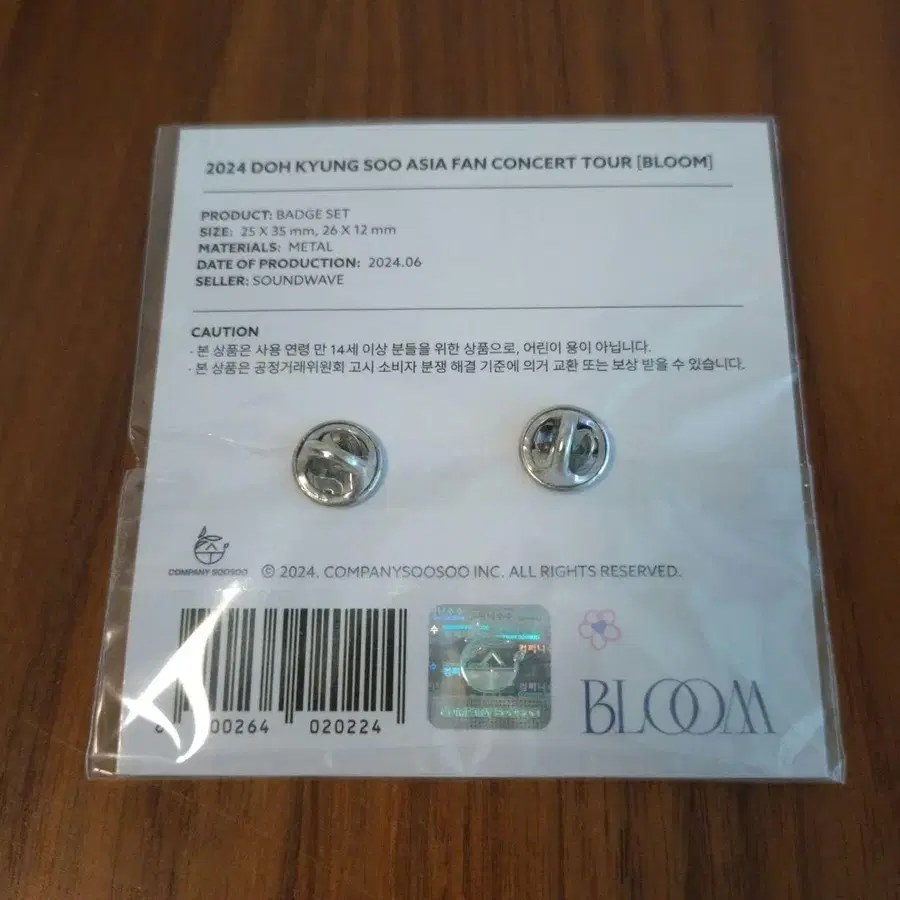 2024 DOH KYUNG SOO ASIA FAN CONCERT TOUR [BLOOM]
PRODUCT: BADGE SET
SIZE: 25 X 35 mm, 26 X 12 mm
MATERIALS: METAL
DATE OF PRODUCTION: 2024.06
SELLER: SOUNDWAVE
CAUTION
· 본 상품은 사용 연령 만 14세 이상 분들을 위한 상품으로, 어린이 용이 아닙니다.
· 본 상품은 공정거래위원회 고시 소비자 분쟁 해결 기준에 의거 교환 또는 보상 받을 수 있습니다.
COMPANY SOOSOO
© 2024. COMPANYSOOSOO INC. ALL RIGHTS RESERVED.
00264 020224
BLOOM